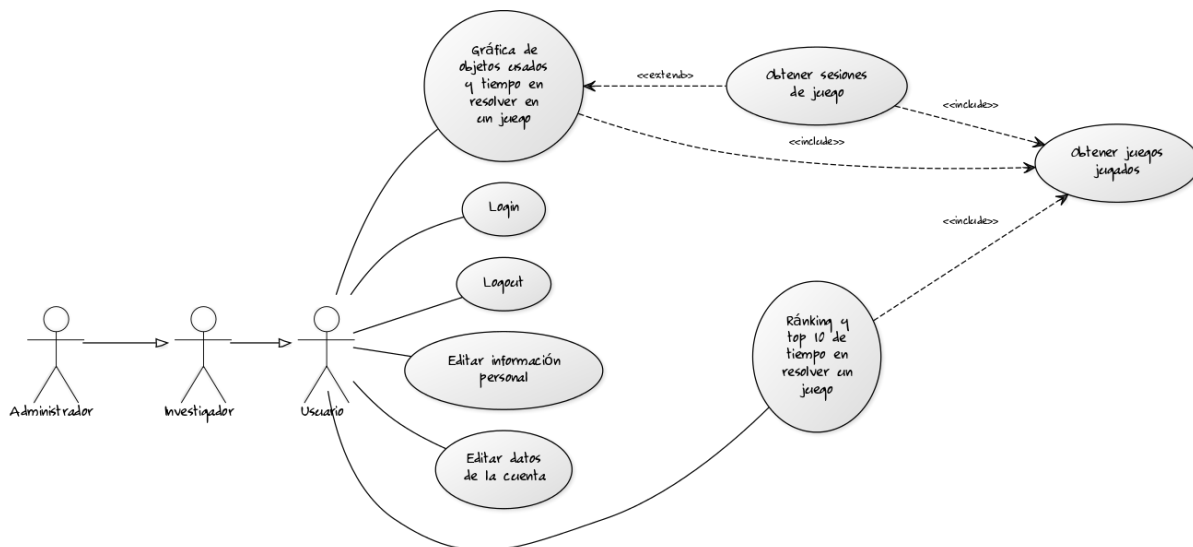 Gráfica de
objetos usados
y tiempo en
resolver en
un juego
<<extend>>
Obtener sesiones
de juego
<<include>>
<<include>>
Obtener juegos
jugados
Login
<<include>>
Logout
Ránking y
top 10 de
tiempo en
resolver un
juego
Editar información
personal
Administrador
Investigador
Usuario
Editar datos
de la cuenta